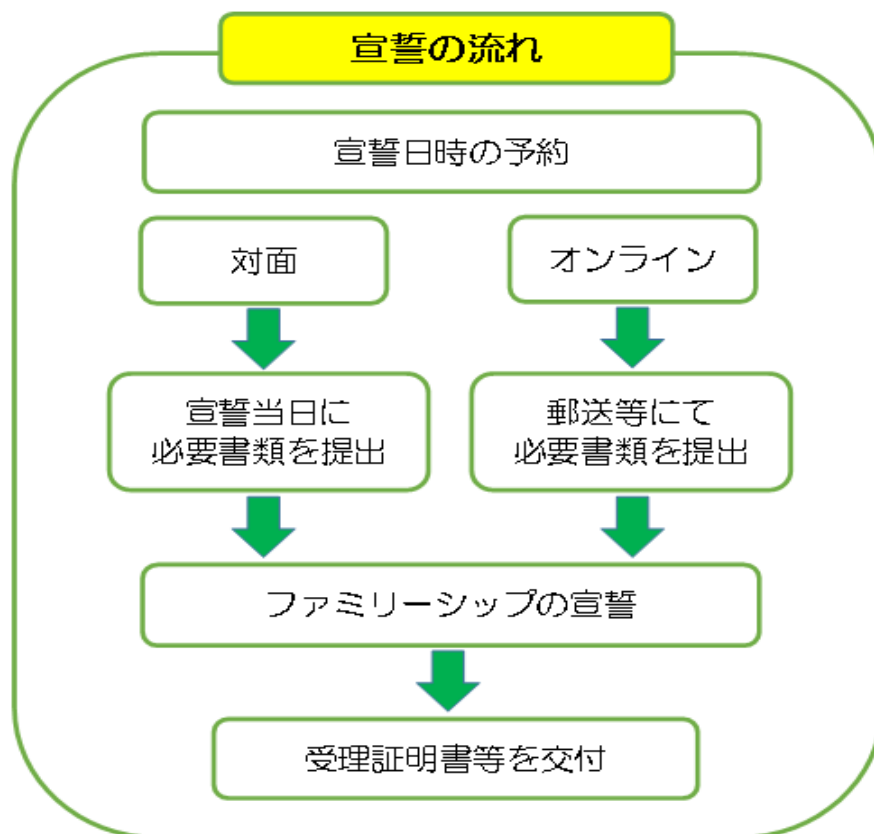 宣誓の流れ
宣誓日時の予約
対面
オンライン
宣誓当日に
必要書類を提出
郵送等にて
必要書類を提出
ファミリーシップの宣誓
受理証明書等を交付